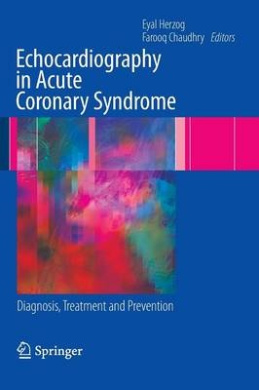 Eyal Herzog
Farooq Chaudhry Editors
Echocardiography
in Acute
Coronary Syndrome
Diagnosis, Treatment and Prevention
Springer